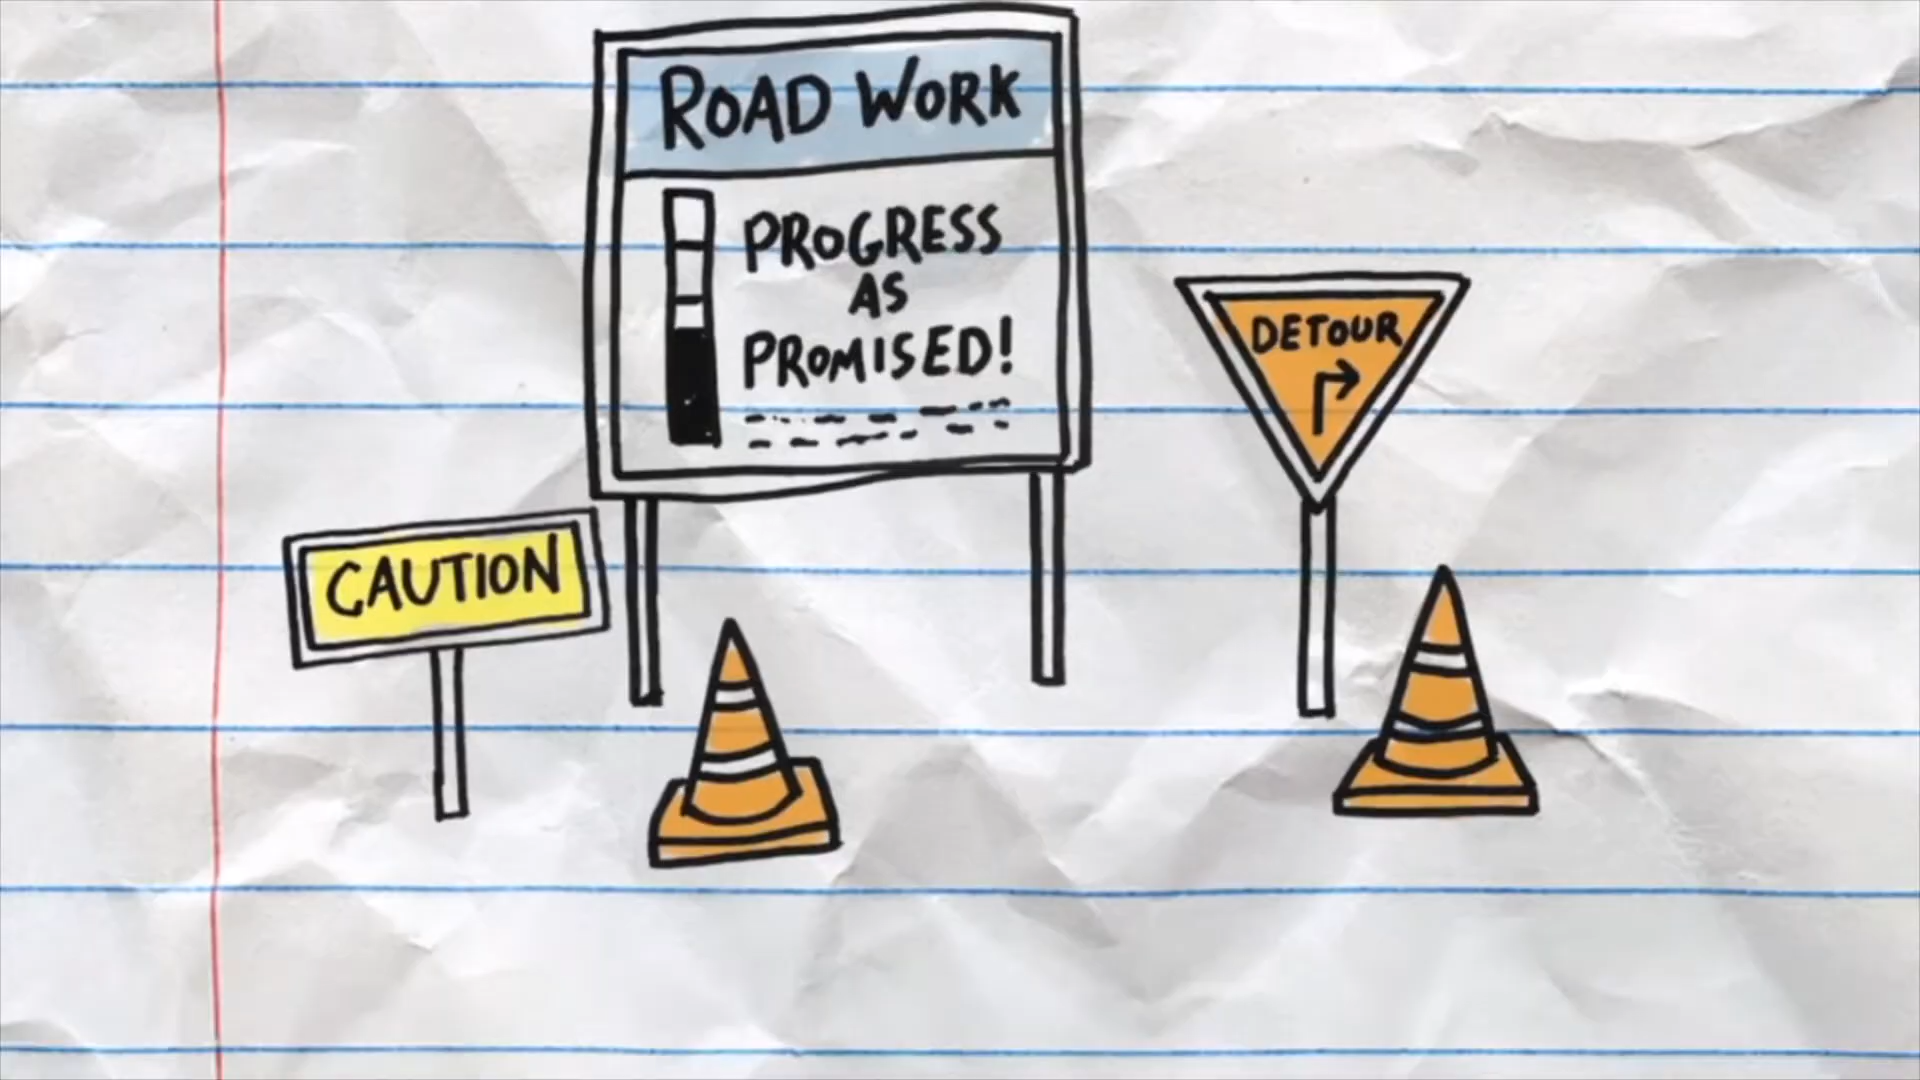 ROAD WORK
PROGRESS
AS
PROMISED!
DETOUR
CAUTION